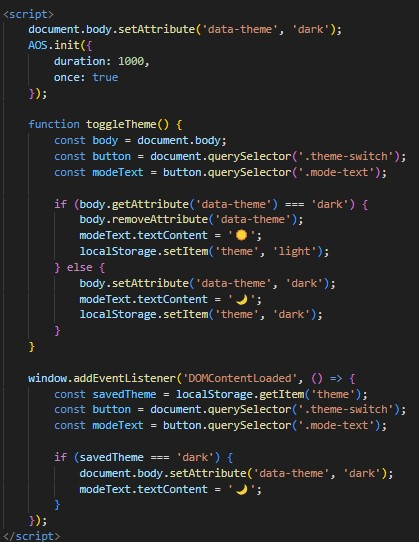 <script>
document.body.setAttribute('data-theme', 'dark');
AOS.init({
duration: 1000,
once: true
});
function toggleTheme() {
const body = document.body;
const button = document.querySelector('.theme-switch');
const modeText = button.querySelector('.mode-text');
if (body.getAttribute('data-theme') === 'dark') {
body.removeAttribute('data-theme');
modeText.textContent = '☀️';
localStorage.setItem('theme', 'light');
} else {
body.setAttribute('data-theme', 'dark');
modeText.textContent = '🌙';
localStorage.setItem('theme', 'dark');
}
}
window.addEventListener('DOMContentLoaded', () => {
const savedTheme = localStorage.getItem('theme');
const button = document.querySelector('.theme-switch');
const modeText = button.querySelector('.mode-text');
if (savedTheme === 'dark') {
document.body.setAttribute('data-theme', 'dark');
modeText.textContent = '🌙';
}
});
</script>